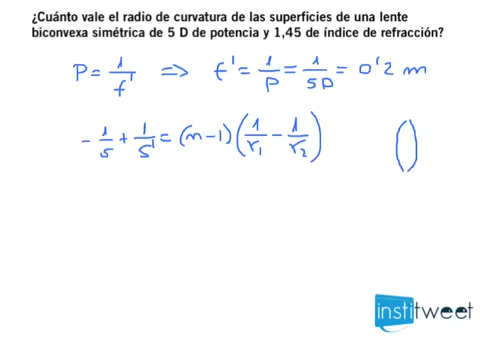 ¿Cuánto vale el radio de curvatura de las superficies de una lente
biconvexa simétrica de 5 D de potencia y 1,45 de índice de refracción?
P = 1/f' => f' = 1/P = 1/5D = 0'2 m
- 1/s + 1/s' = (n-1)(1/r₁ - 1/r₂)
institweet